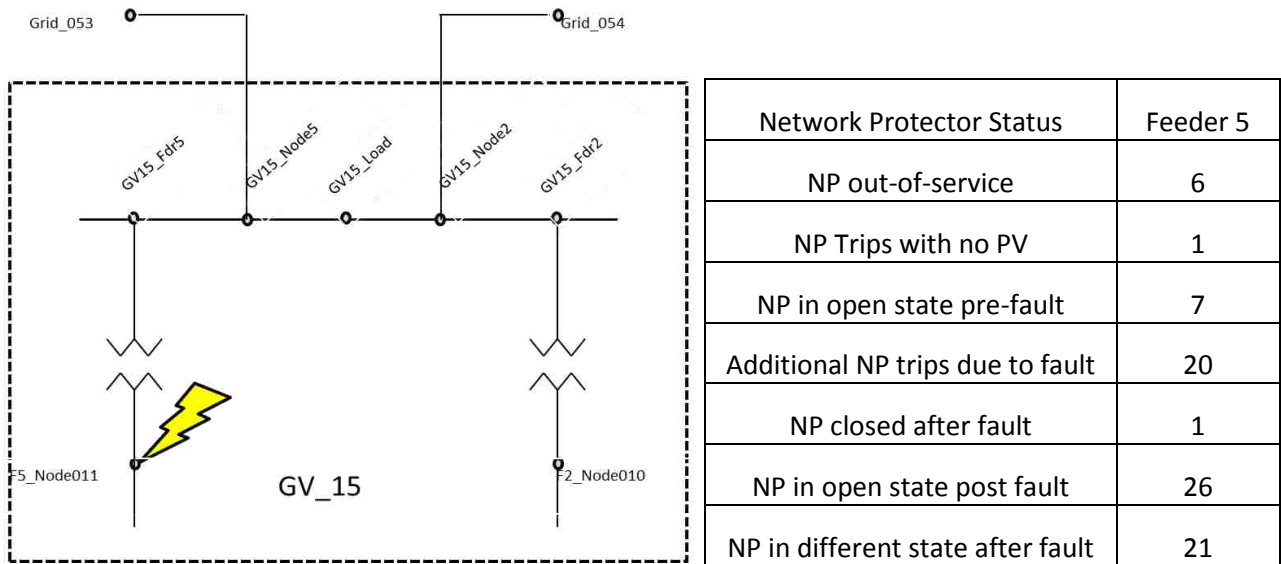 Grid_053
Grid_054
GV15_Fdr5
GV15_Node5
GV15_Load
GV15_Node2
GV15_Fdr2
F5_Node011
F2_Node010
GV_15
Network Protector Status Feeder 5
NP out-of-service 6
NP Trips with no PV 1
NP in open state pre-fault 7
Additional NP trips due to fault 20
NP closed after fault 1
NP in open state post fault 26
NP in different state after fault 21